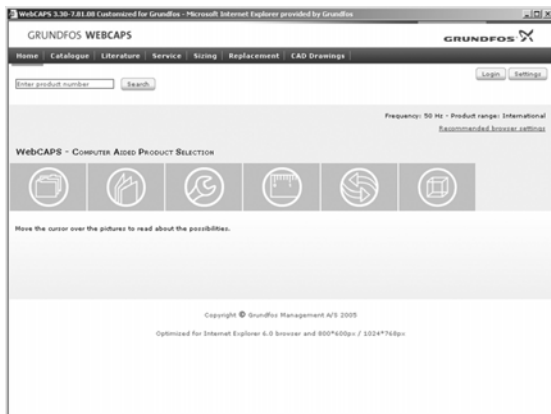 WebCAPS 3.30-7.01.08 Customized for Grundfos - Microsoft Internet Explorer provided by Grundfos
GRUNDFOS WEBCAPS
GRUNDFOS
Home Catalogue Literature Service Sizing Replacement CAD Drawings
Login Settings
Enter product number Search
Frequency: 50 Hz - Product range: International
Recommended browser settings
WebCAPS - Computer Aided Product Selection
Move the cursor over the pictures to read about the possibilities.
Copyright © Grundfos Management A/S 2005
Optimized for Internet Explorer 6.0 browser and 800*600px / 1024*768px